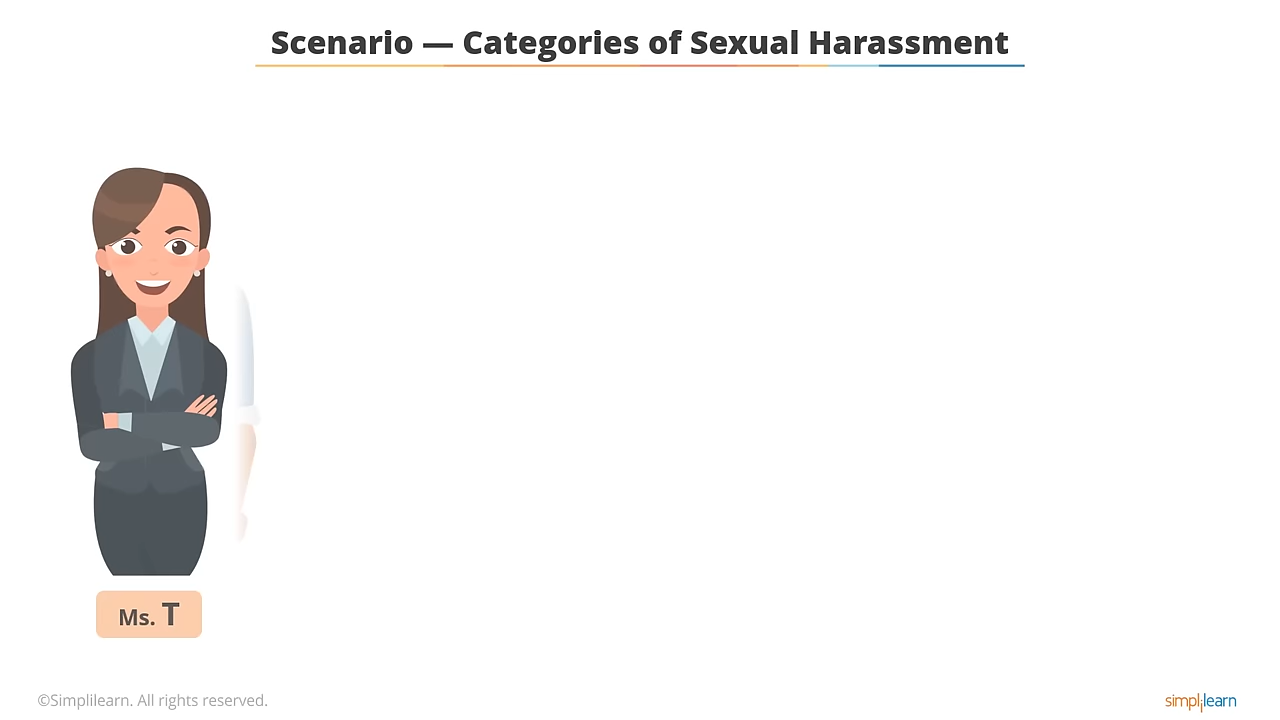 Scenario — Categories of Sexual Harassment
Ms. T
©Simplilearn. All rights reserved.
simplilearn